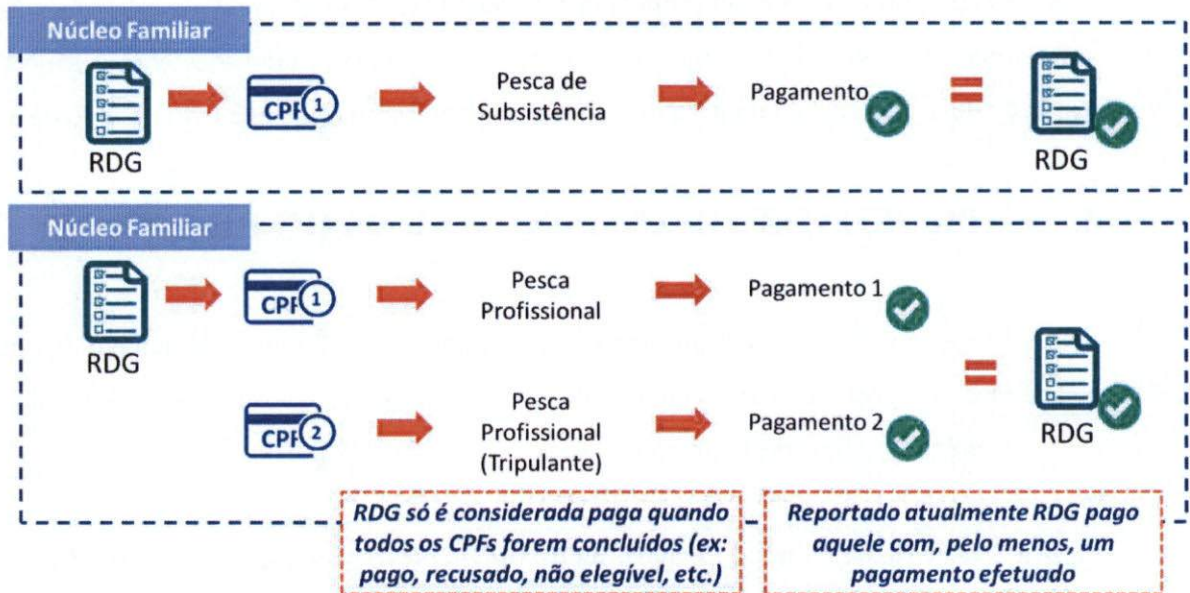 Núcleo Familiar
RDG
CPF 1
Pesca de
Subsistência
Pagamento
=
RDG
Núcleo Familiar
RDG
CPF 1
Pesca
Profissional
Pagamento 1
CPF 2
Pesca
Profissional
(Tripulante)
Pagamento 2
=
RDG
RDG só é considerada paga quando
todos os CPFs forem concluídos (ex:
pago, recusado, não elegível, etc.)
Reportado atualmente RDG pago
aquele com, pelo menos, um
pagamento efetuado